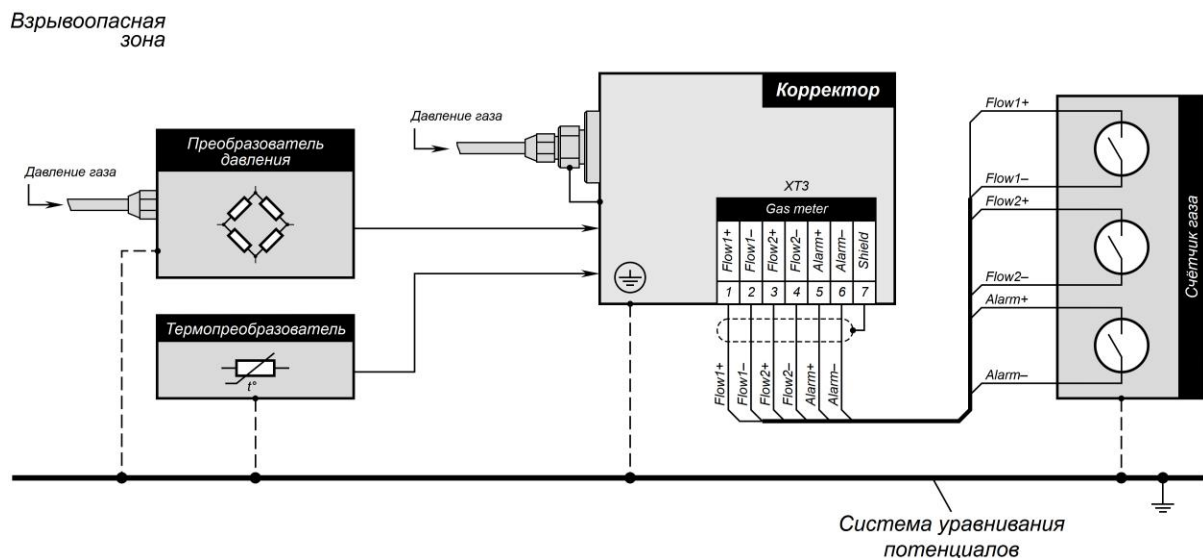 Взрывоопасная
зона
Корректор
Давление газа
Преобразователь
давления
Давление газа
XT3
Gas meter
Flow1+
Flow1–
Flow2+
Flow2–
Alarm+
Alarm–
Shield
1 2 3 4 5 6 7
Flow1+
Flow1–
Flow2+
Flow2–
Alarm+
Alarm–
Термопреобразователь
t°
Flow1+
Flow1–
Flow2+
Flow2–
Alarm+
Alarm–
Счётчик газа
Система уравнивания
потенциалов